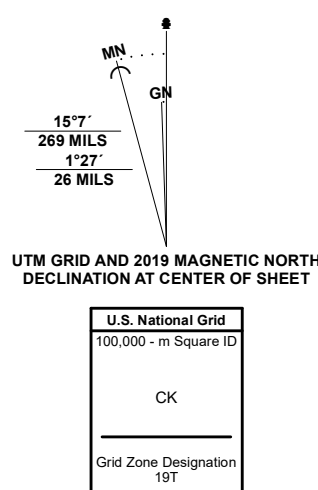 MN
GN
15°7´
269 MILS
1°27´
26 MILS
UTM GRID AND 2019 MAGNETIC NORTH
DECLINATION AT CENTER OF SHEET
U.S. National Grid
100,000 - m Square ID
CK
Grid Zone Designation
19T